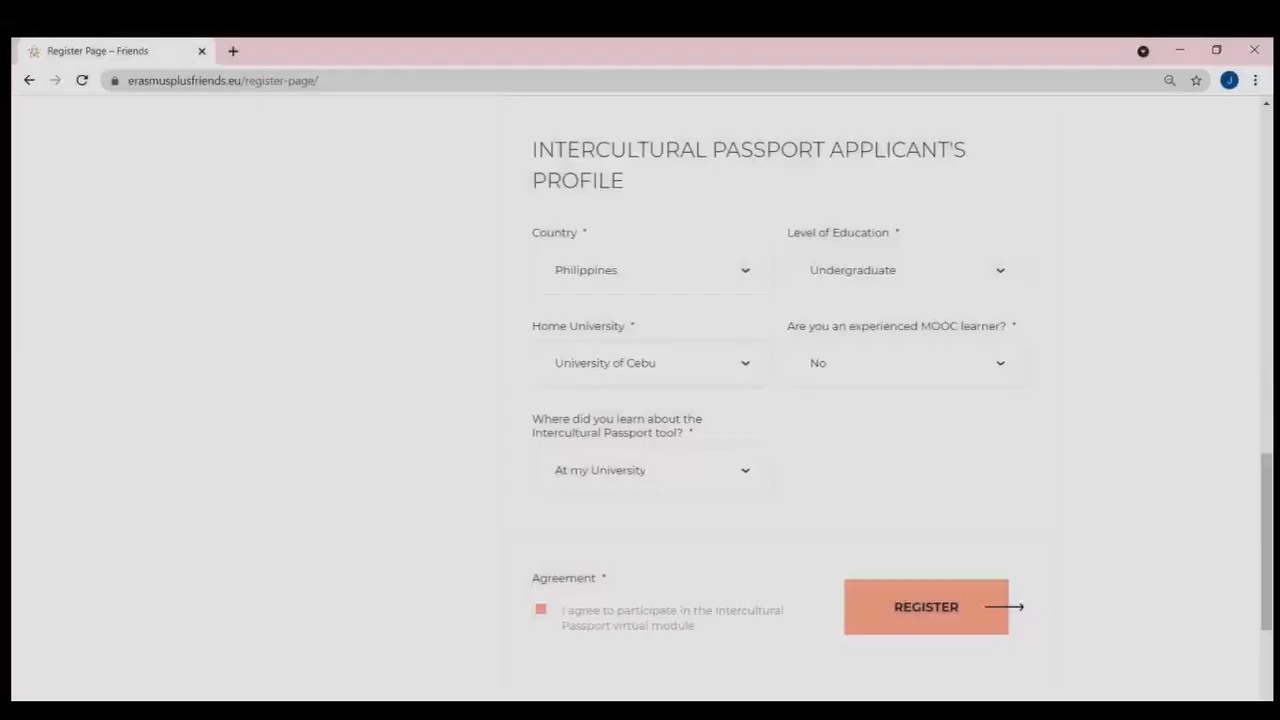 Register Page – Friends
erasmusplusfriends.eu/register-page/
J
INTERCULTURAL PASSPORT APPLICANT'S
PROFILE
Country *
Level of Education *
Philippines
Undergraduate
Home University *
Are you an experienced MOOC learner? *
University of Cebu
No
Where did you learn about the
Intercultural Passport tool? *
At my University
Agreement *
I agree to participate in the Intercultural
Passport virtual module
REGISTER